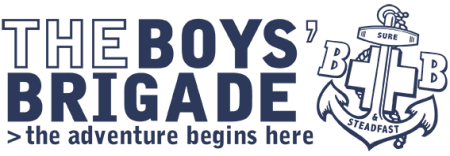 THE BOYS'
BRIGADE
>the adventure begins here
SURE
B B
&
STEADFAST